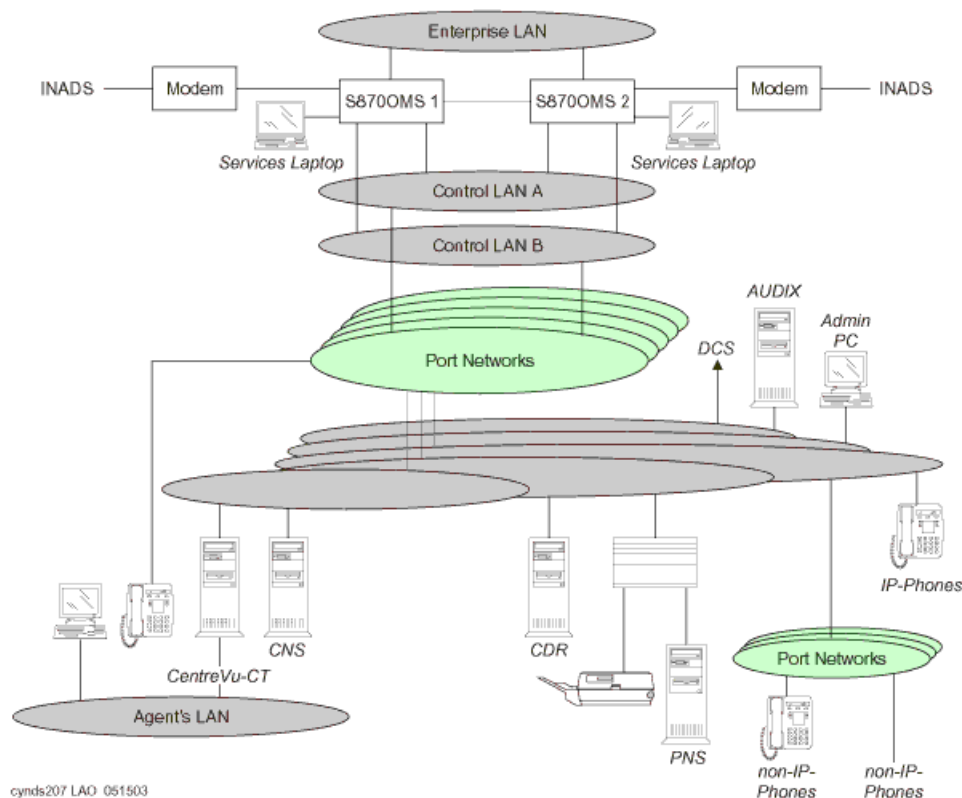 Enterprise LAN
INADS
Modem
S870OMS 1
S870OMS 2
Modem
INADS
Services Laptop
Services Laptop
Control LAN A
Control LAN B
AUDIX
Admin
PC
DCS
Port Networks
IP-Phones
CNS
CDR
Port Networks
CentreVu-CT
Agent's LAN
PNS
non-IP-
Phones
non-IP-
Phones
cynds207 LAO 051503